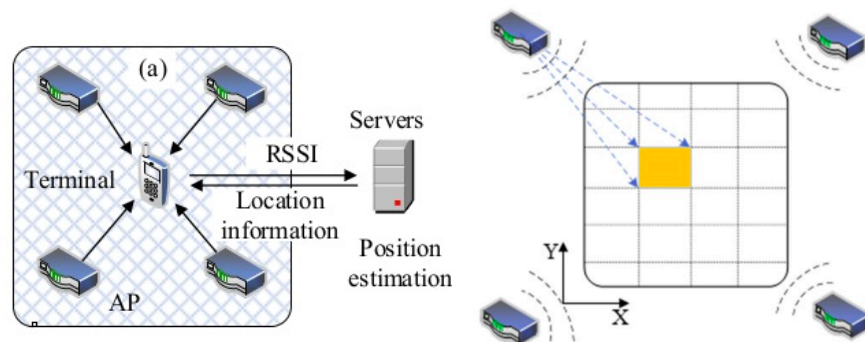 (a)
Servers
RSSI
Terminal
Location
information
Position
estimation
AP
Y
X